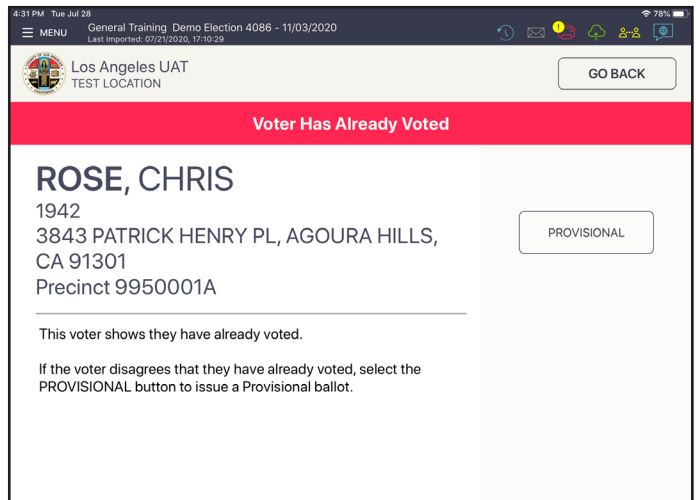 4:31 PM Tue Jul 28
78%
MENU
General Training Demo Election 4086 - 11/03/2020
Last Imported: 07/21/2020, 17:10:29
Los Angeles UAT
TEST LOCATION
GO BACK
Voter Has Already Voted
ROSE, CHRIS
1942
3843 PATRICK HENRY PL, AGOURA HILLS,
CA 91301
Precinct 9950001A
PROVISIONAL
This voter shows they have already voted.
If the voter disagrees that they have already voted, select the
PROVISIONAL button to issue a Provisional ballot.